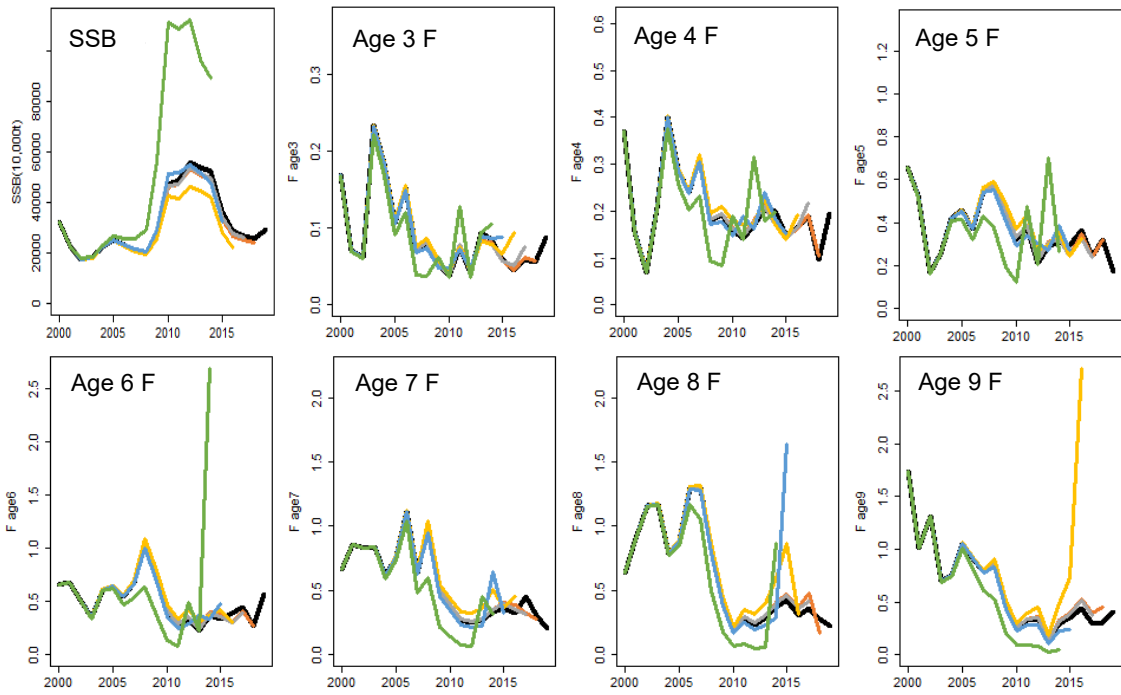 SSB
SSB(10,000t)
0 20000 40000 60000 80000
2000 2005 2010 2015
Age 3 F
F age3
0.0 0.1 0.2 0.3
2000 2005 2010 2015
Age 4 F
F age4
0.0 0.1 0.2 0.3 0.4 0.5 0.6
2000 2005 2010 2015
Age 5 F
F age5
0.0 0.2 0.4 0.6 0.8 1.0 1.2
2000 2005 2010 2015
Age 6 F
F age6
0.0 0.5 1.0 1.5 2.0 2.5
2000 2005 2010 2015
Age 7 F
F age7
0.0 0.5 1.0 1.5 2.0
2000 2005 2010 2015
Age 8 F
F age8
0.0 0.5 1.0 1.5 2.0
2000 2005 2010 2015
Age 9 F
F age9
0.0 0.5 1.0 1.5 2.0 2.5
2000 2005 2010 2015